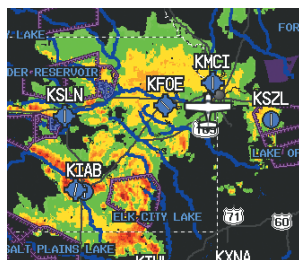 Y LAKE
FOR
KMCI
DER RESERVOIR
KFOE
KSLN
KSZL
LAKE OF
KIAB
ELK CITY LAKE
71
60
SALT PLAINS LAKE
KXNA